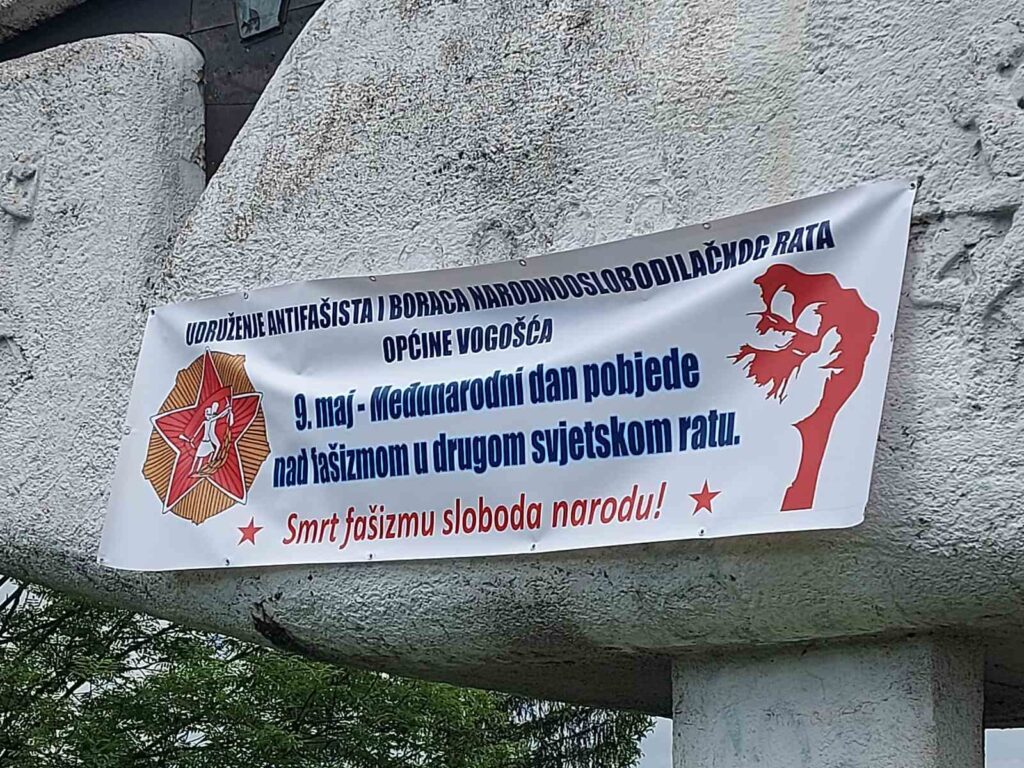 UDRUŽENJE ANTIFAŠISTA I BORACA NARODNOOSLOBODILAČKOG RATA
OPĆINE VOGOŠĆA
9. maj - Međunarodni dan pobjede
nad fašizmom u drugom svjetskom ratu.
Smrt fašizmu sloboda narodu!